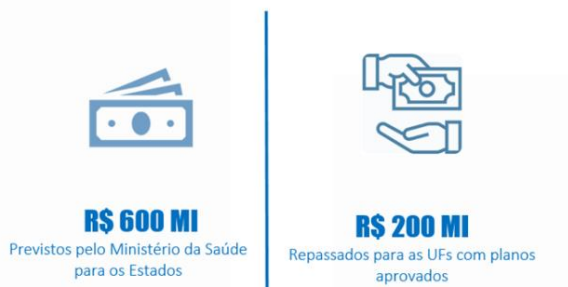 R$ 600 MI
Previstos pelo Ministério da Saúde
para os Estados
R$ 200 MI
Repassados para as UFs com planos
aprovados